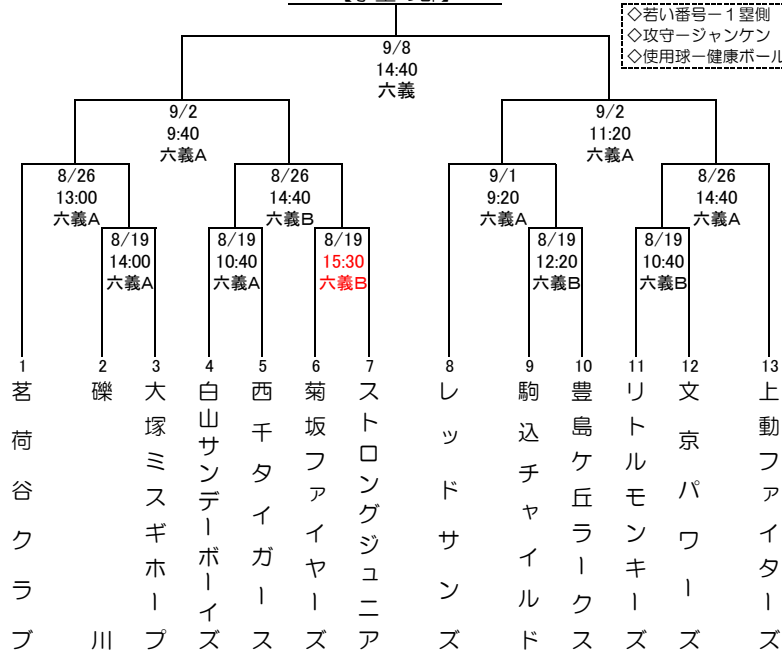 ◇若い番号－１塁側
◇攻守－ジャンケン
◇使用球－健康ボール
9/8
14:40
六義
9/2
9:40
六義A
9/2
11:20
六義A
8/26
13:00
六義A
8/26
14:40
六義B
9/1
9:20
六義A
8/26
14:40
六義A
8/19
14:00
六義A
8/19
10:40
六義A
8/19
15:30
六義B
8/19
12:20
六義B
8/19
10:40
六義B
1
茗荷谷クラブ
2
礫川
3
大塚ミスギホープ
4
白山サンデーボーイズ
5
西千タイガース
6
菊坂ファイヤーズ
7
ストロングジュニア
8
レッドサンズ
9
駒込チャイルド
10
豊島ケ丘ラークス
11
リトルモンキーズ
12
文京パワーズ
13
上動ファイターズ